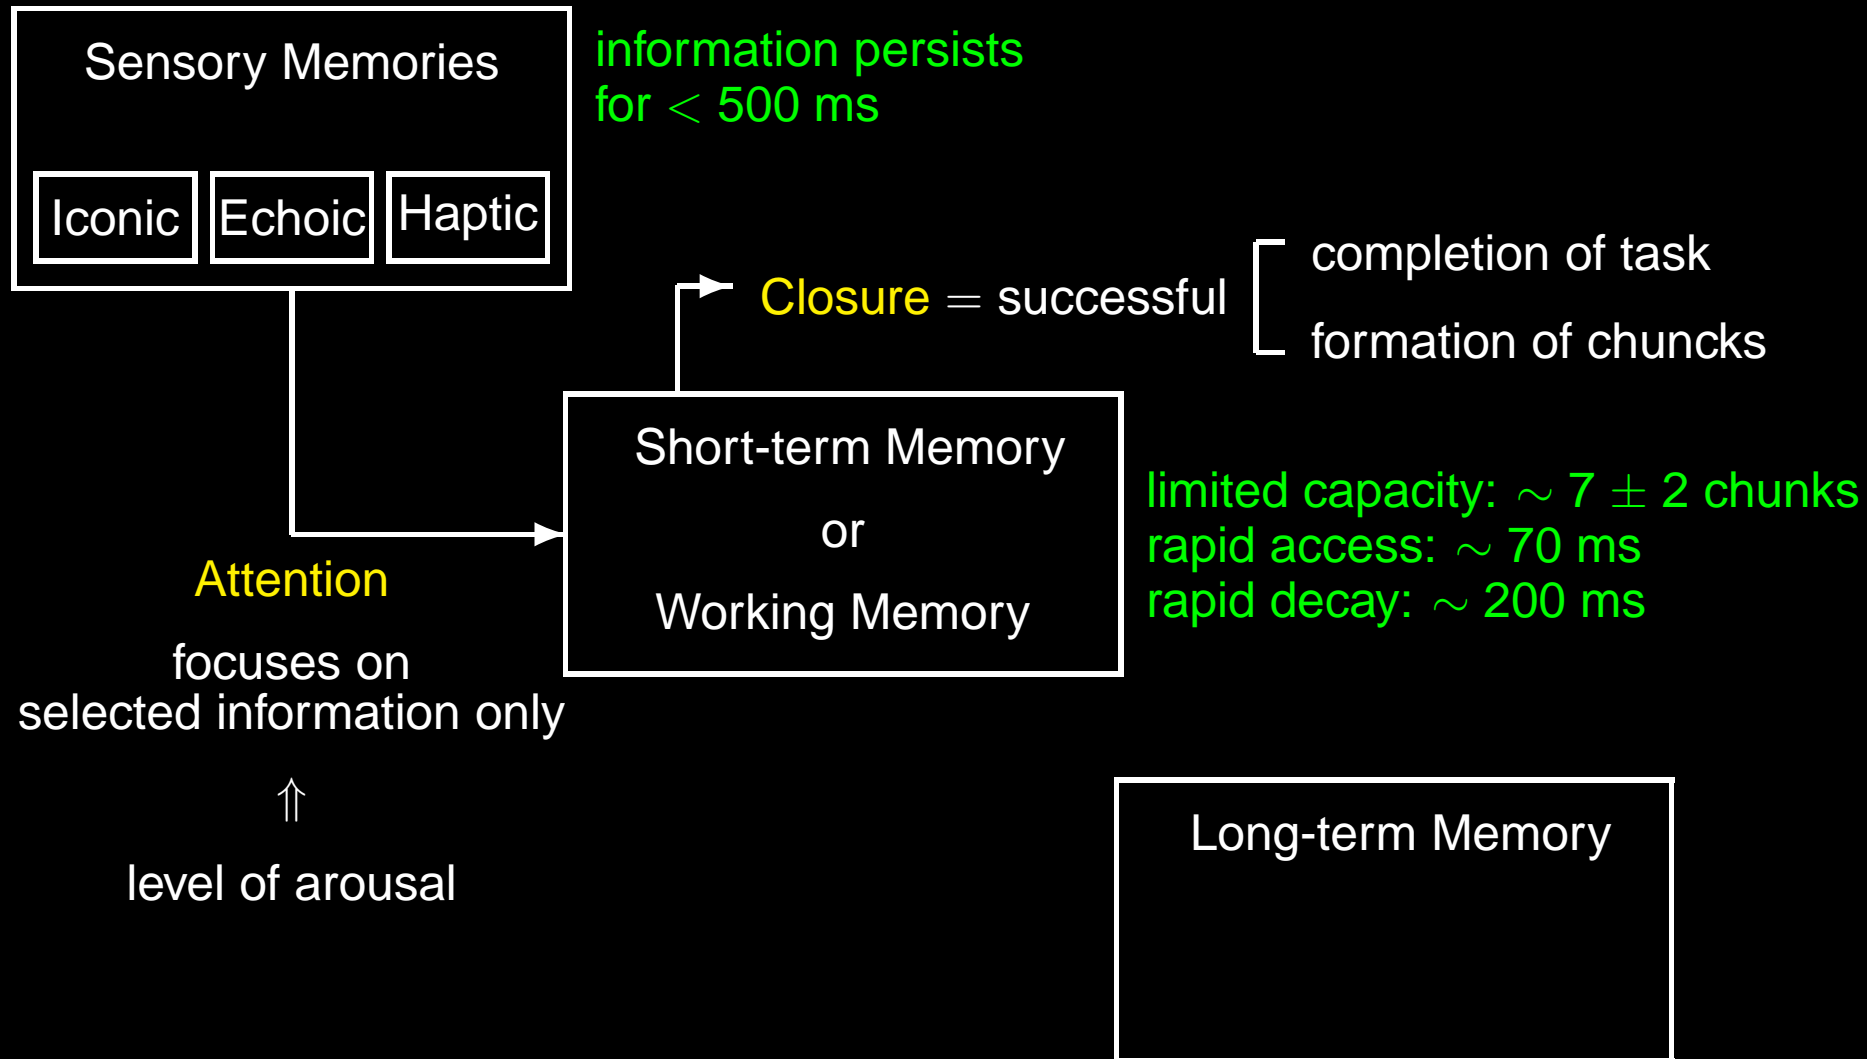 Sensory Memories
Iconic Echoic Haptic
information persists
for < 500 ms
Closure = successful
completion of task
formation of chuncks
Short-term Memory
or
Working Memory
limited capacity: ∼ 7 ± 2 chunks
rapid access: ∼ 70 ms
rapid decay: ∼ 200 ms
Attention
focuses on
selected information only
⇑
level of arousal
Long-term Memory